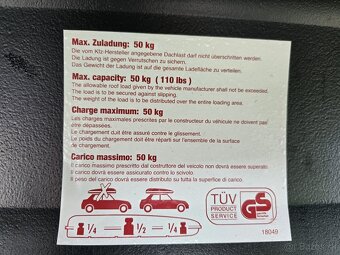 Max. Zuladung: 50 kg
Die vom Kfz-Hersteller angegebene Dachlast darf nicht überschritten werden.
Die Ladung ist gegen Verrutschen zu sichern.
Das Gewicht der Ladung ist auf die gesamte Ladefläche zu verteilen.
Max. capacity: 50 kg (110 lbs)
The allowable roof load given by the vehicle manufacturer shall not be exceeded.
The load is to be secured against slipping.
The weight of the load is to be distributed over the entire loading area.
Charge maximum: 50 kg
Les charges maximales prescrites par le constructeur du véhicule ne doivent pas
être dépassées.
Le chargement doit être assuré contre le glissement.
Le poids du chargement doit être réparti sur l'ensemble de la surface
de chargement.
Carico massimo: 50 kg
Il carico massimo prescritto dal costruttore del veicolo non deve essere superato.
Il carico dovrà essere assicurato contro lo scivolo.
Il peso del carico dovrà essere distribuito su tutta la superficie di carico.
1/4 1/2 1/4
TÜV
PRODUCT
SERVICE
GS
18049